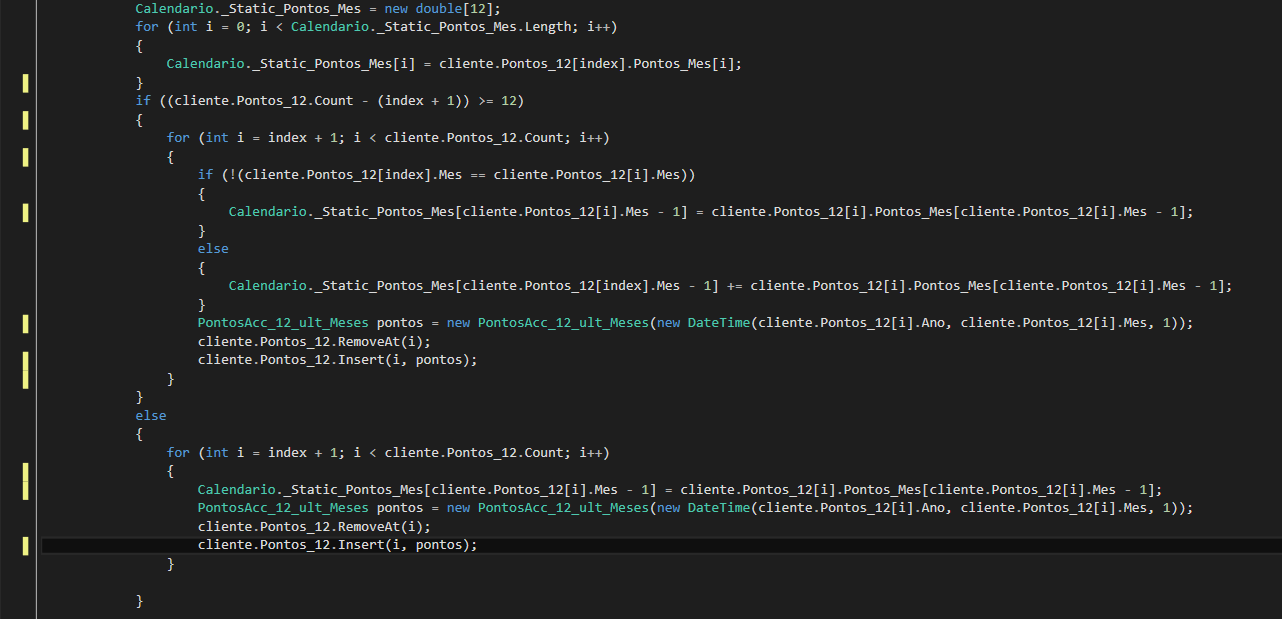 Calendario._Static_Pontos_Mes = new double[12];
for (int i = 0; i < Calendario._Static_Pontos_Mes.Length; i++)
{
Calendario._Static_Pontos_Mes[i] = cliente.Pontos_12[index].Pontos_Mes[i];
}
if ((cliente.Pontos_12.Count - (index + 1)) >= 12)
{
for (int i = index + 1; i < cliente.Pontos_12.Count; i++)
{
if (!(cliente.Pontos_12[index].Mes == cliente.Pontos_12[i].Mes))
{
Calendario._Static_Pontos_Mes[cliente.Pontos_12[i].Mes - 1] = cliente.Pontos_12[i].Pontos_Mes[cliente.Pontos_12[i].Mes - 1];
}
else
{
Calendario._Static_Pontos_Mes[cliente.Pontos_12[index].Mes - 1] += cliente.Pontos_12[i].Pontos_Mes[cliente.Pontos_12[i].Mes - 1];
}
PontosAcc_12_ult_Meses pontos = new PontosAcc_12_ult_Meses(new DateTime(cliente.Pontos_12[i].Ano, cliente.Pontos_12[i].Mes, 1));
cliente.Pontos_12.RemoveAt(i);
cliente.Pontos_12.Insert(i, pontos);
}
}
else
{
for (int i = index + 1; i < cliente.Pontos_12.Count; i++)
{
Calendario._Static_Pontos_Mes[cliente.Pontos_12[i].Mes - 1] = cliente.Pontos_12[i].Pontos_Mes[cliente.Pontos_12[i].Mes - 1];
PontosAcc_12_ult_Meses pontos = new PontosAcc_12_ult_Meses(new DateTime(cliente.Pontos_12[i].Ano, cliente.Pontos_12[i].Mes, 1));
cliente.Pontos_12.RemoveAt(i);
cliente.Pontos_12.Insert(i, pontos);
}
}